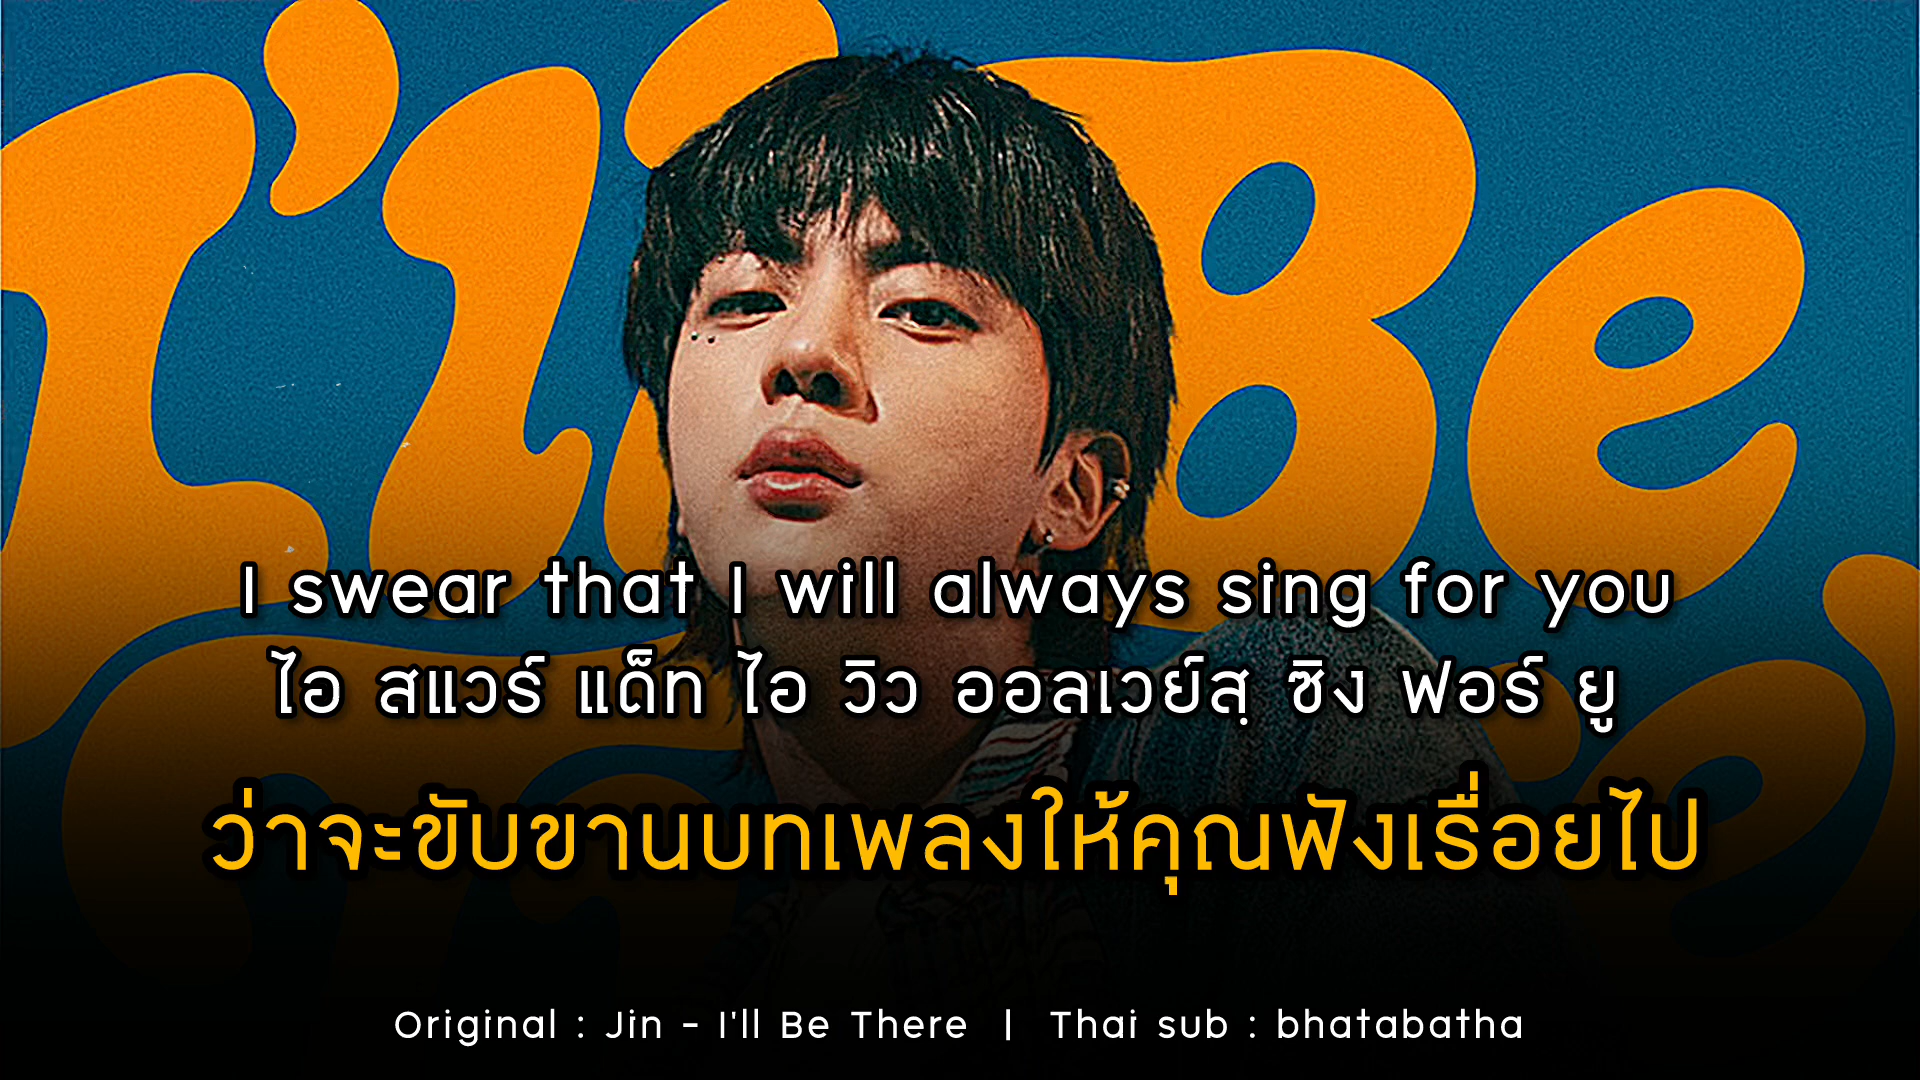 I'll Be
I swear that I will always sing for you
ไอ สแวร์ แด็ท ไอ วิว ออลเวย์สฺ ซิง ฟอร์ ยู
ว่าจะขับขานบทเพลงให้คุณฟังเรื่อยไป
Original : Jin - I'll Be There | Thai sub : bhatabatha